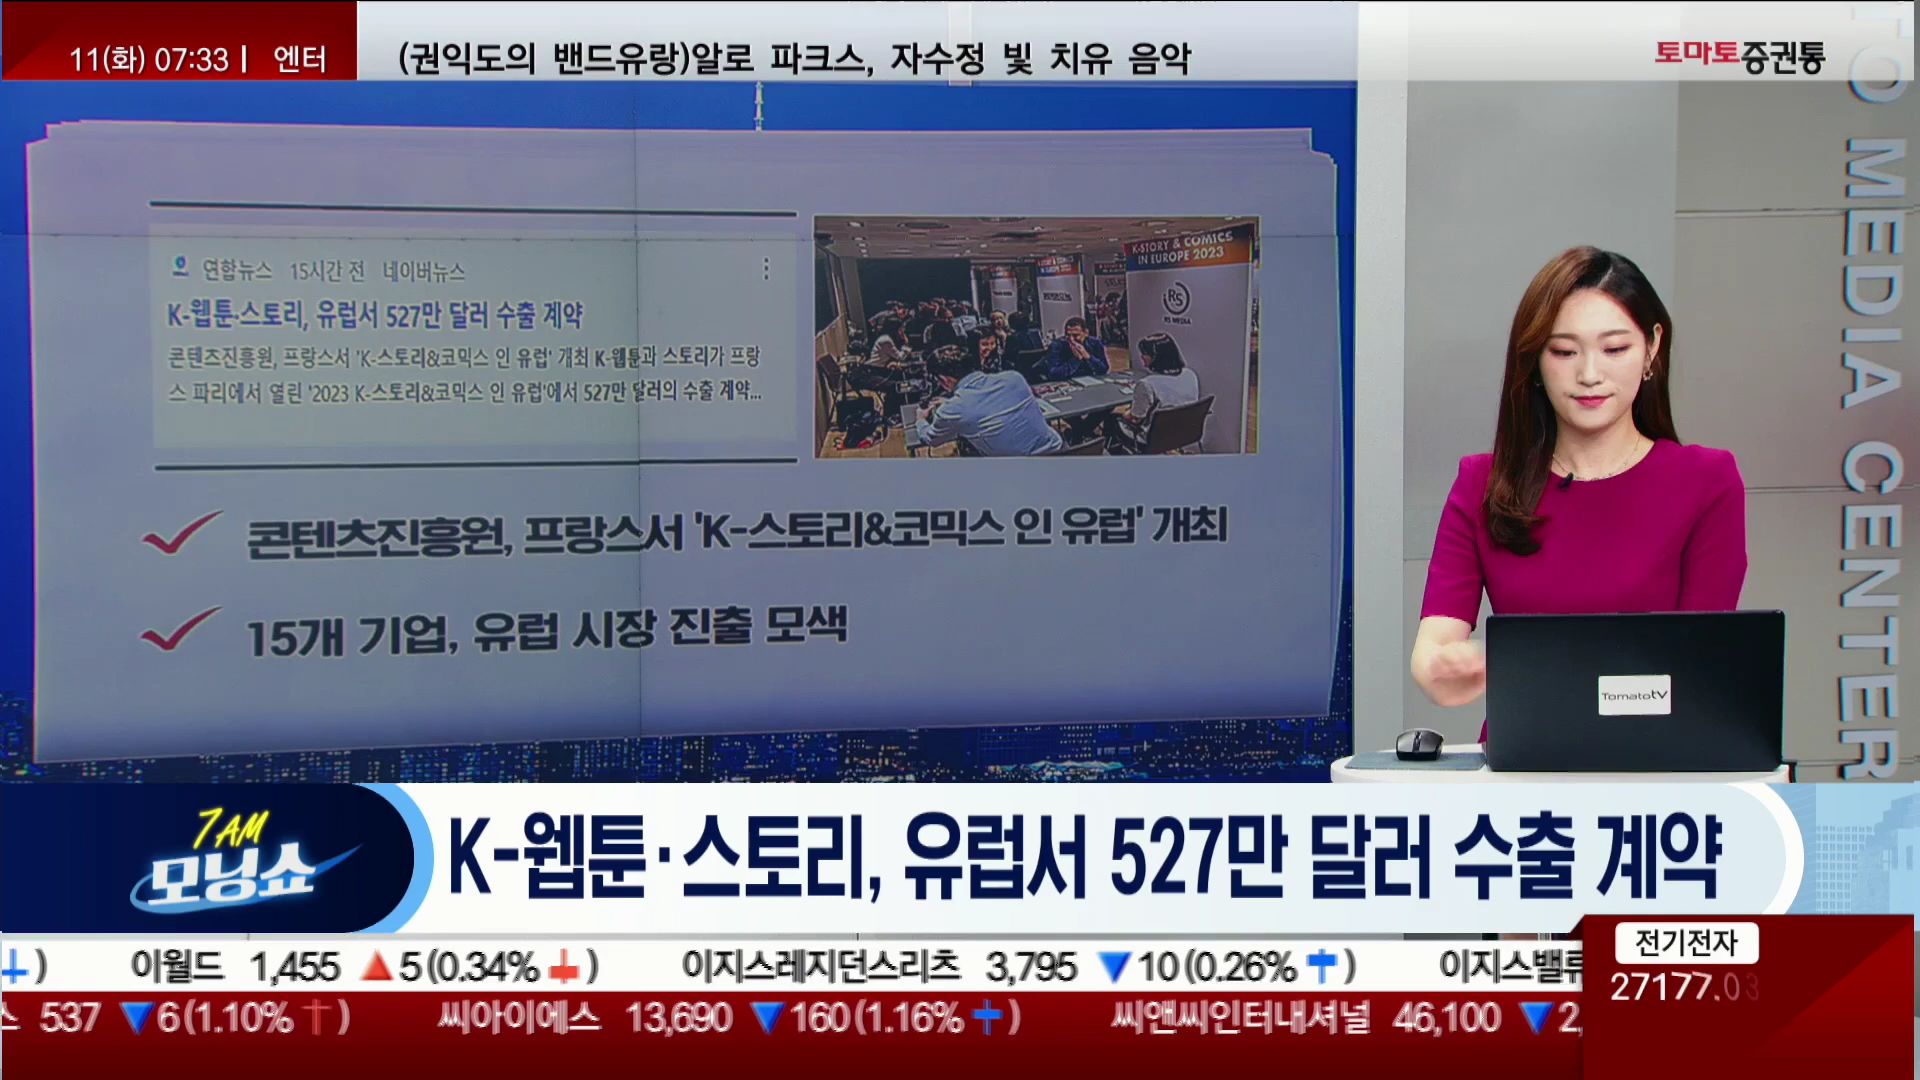 11(화) 07:33 | 엔터
(권익도의 밴드유랑)알로 파크스, 자수정 빛 치유 음악
토마토증권통
TO MEDIA CENTER
연합뉴스 15시간 전 네이버뉴스
K-웹툰·스토리, 유럽서 527만 달러 수출 계약
콘텐츠진흥원, 프랑스서 'K-스토리&코믹스 인 유럽' 개최 K-웹툰과 스토리가 프랑
스 파리에서 열린 '2023 K-스토리&코믹스 인 유럽'에서 527만 달러의 수출 계약...
K-STORY & COMICS
IN EUROPE 2023
RS
RS MEDIA
콘텐츠진흥원, 프랑스서 'K-스토리&코믹스 인 유럽' 개최
15개 기업, 유럽 시장 진출 모색
Tomatotv
7AM
모닝쇼
K-웹툰·스토리, 유럽서 527만 달러 수출 계약
) 이월드 1,455 ▲5(0.34% ) 이지스레지던스리츠 3,795 ▼10(0.26% ) 이지스밸류
스 537 ▼6(1.10% ) 씨아이에스 13,690 ▼160(1.16% ) 씨앤씨인터내셔널 46,100 ▼2,
전기전자
27177.03